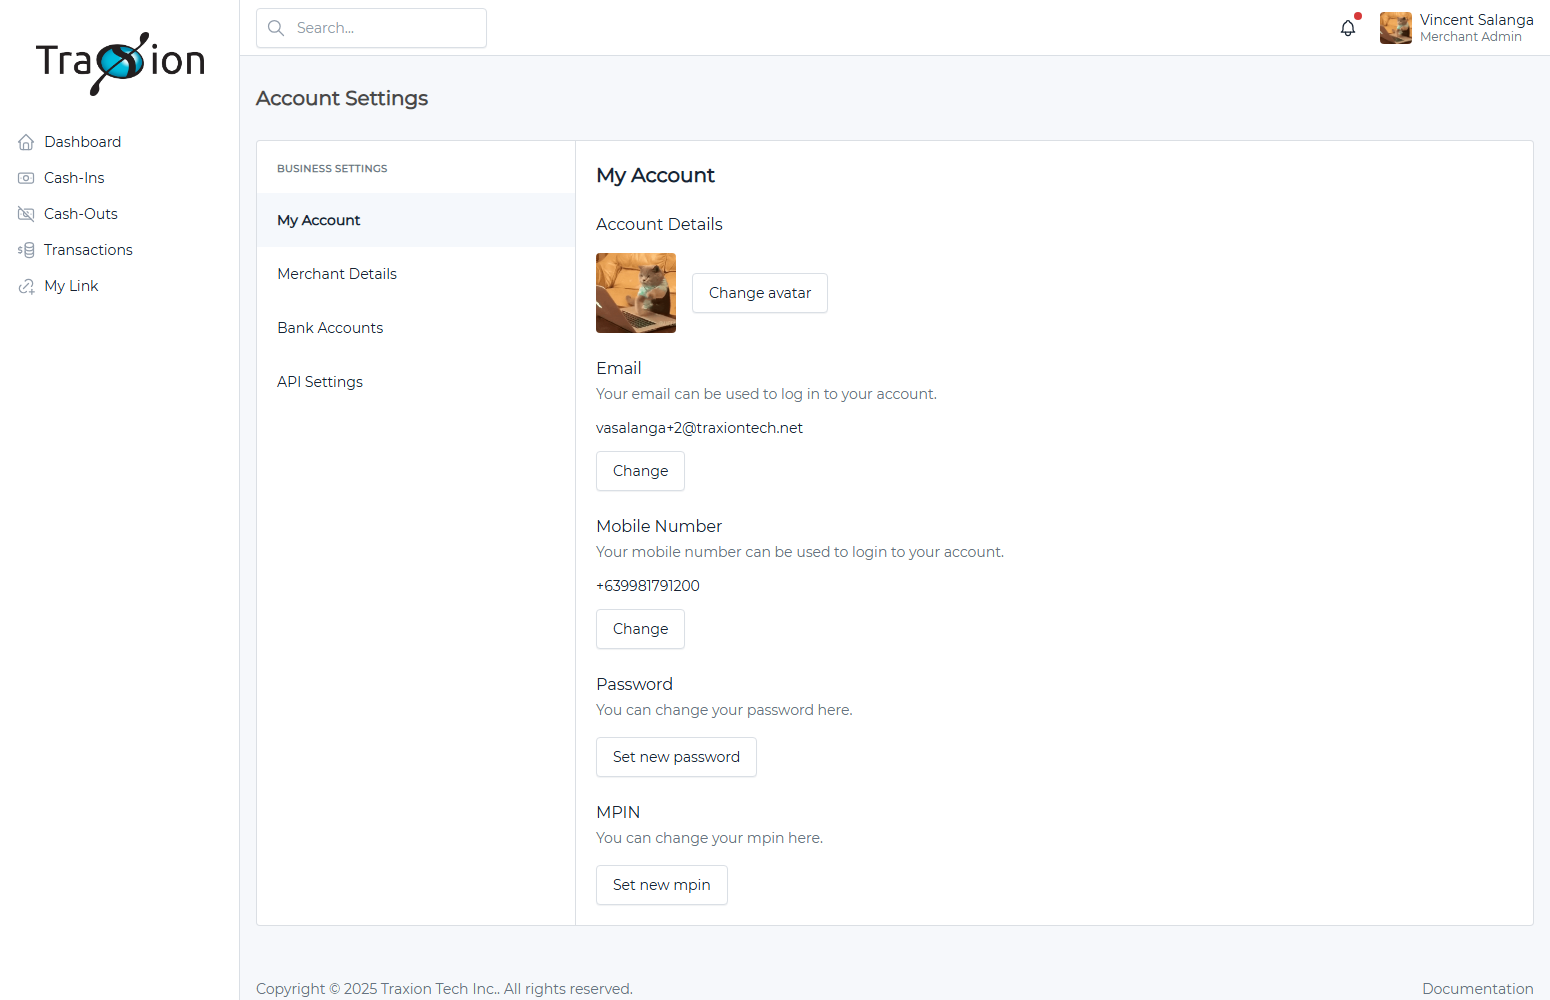 Traxion
Dashboard
Cash-Ins
Cash-Outs
Transactions
My Link
Search...
Vincent Salanga
Merchant Admin
Account Settings
BUSINESS SETTINGS
My Account
Merchant Details
Bank Accounts
API Settings
My Account
Account Details
Change avatar
Email
Your email can be used to log in to your account.
vasalanga+2@traxiontech.net
Change
Mobile Number
Your mobile number can be used to login to your account.
+639981791200
Change
Password
You can change your password here.
Set new password
MPIN
You can change your mpin here.
Set new mpin
Copyright © 2025 Traxion Tech Inc.. All rights reserved.
Documentation